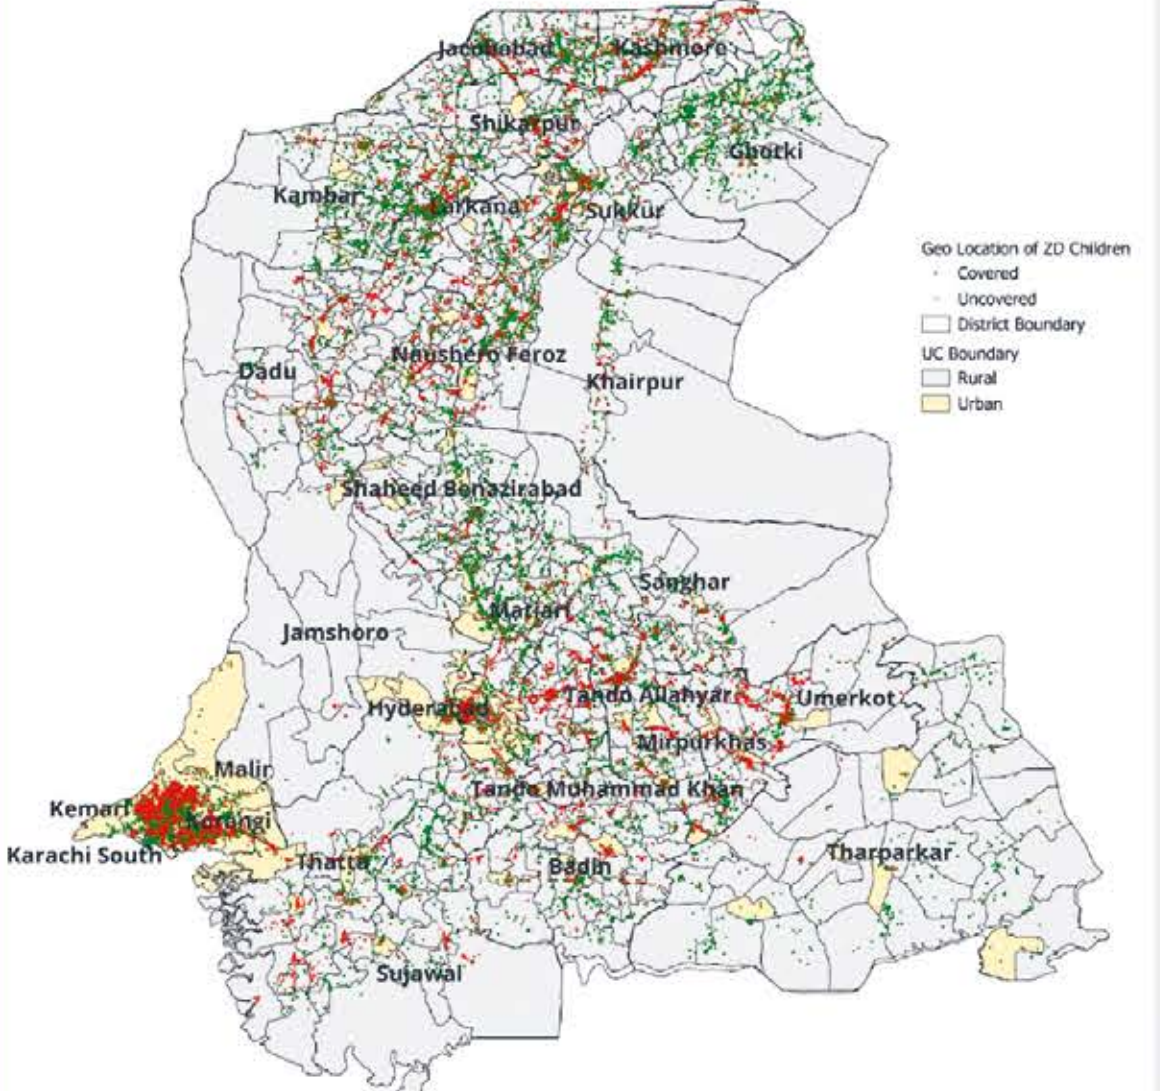 Jacobabad
Kashmore
Shikarpur
Ghotki
Kambar
Larkana
Sukkur
Geo Location of ZD Children
Covered
Uncovered
District Boundary
UC Boundary
Rural
Urban
Naushero Feroz
Dadu
Khairpur
Shaheed Benazirabad
Sanghar
Matiari
Jamshoro
Tando Allahyar
Umerkot
Hyderabad
Mirpurkhas
Malir
Tando Muhammad Khan
Kemari
Korangi
Karachi South
Thatta
Badin
Tharparkar
Sujawal